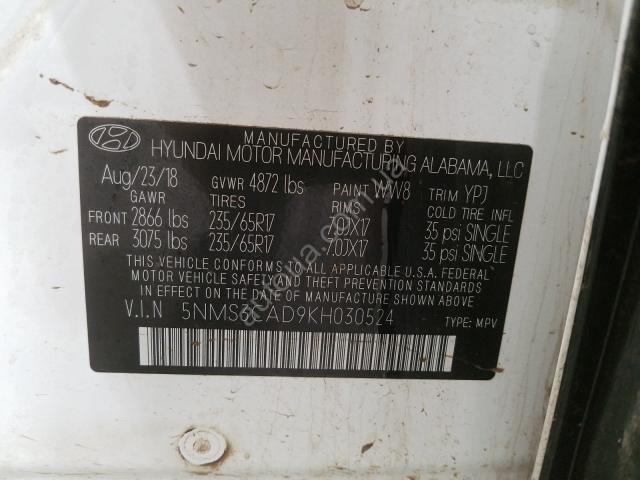 MANUFACTURED BY
HYUNDAI MOTOR MANUFACTURING ALABAMA, LLC
Aug/23/18 GVWR 4872 lbs PAINT WW8 TRIM YPJ
GAWR TIRES RIMS COLD TIRE INFL
FRONT 2866 lbs 235/65R17 7.0JX17 35 psi SINGLE
REAR 3075 lbs 235/65R17 7.0JX17 35 psi SINGLE
THIS VEHICLE CONFORMS TO ALL APPLICABLE U.S.A. FEDERAL
MOTOR VEHICLE SAFETY AND THEFT PREVENTION STANDARDS
IN EFFECT ON THE DATE OF MANUFACTURE SHOWN ABOVE.
V.I.N TYPE: MPV